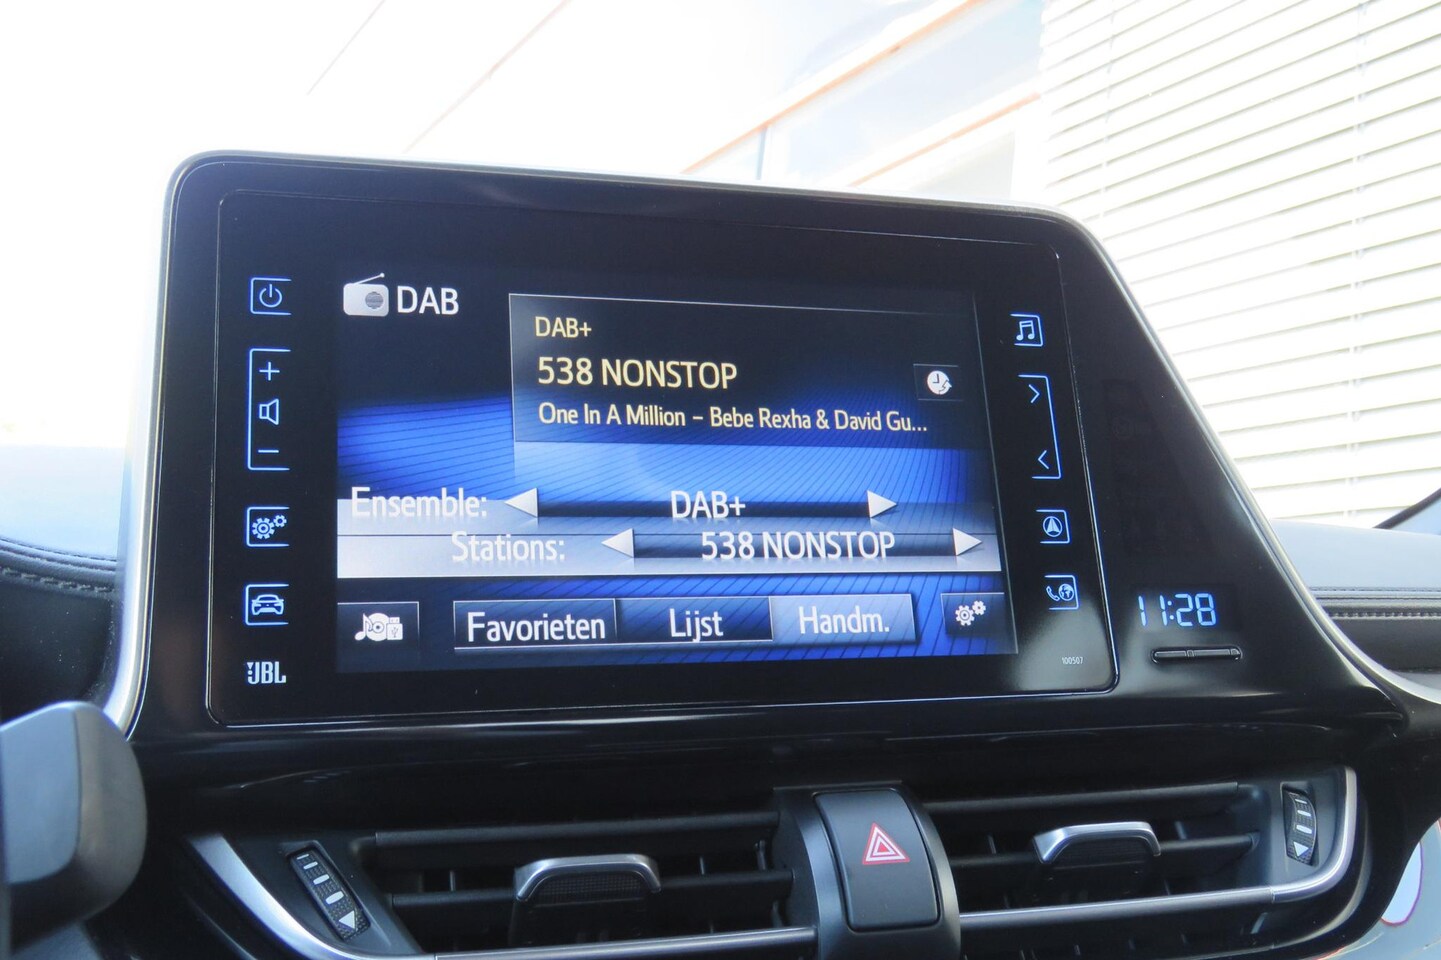 DAB
DAB+
538 NONSTOP
One In A Million - Bebe Rexha & David Gu...
Ensemble: DAB+
Stations: 538 NONSTOP
Favorieten Lijst Handm.
JBL
100507
11:28